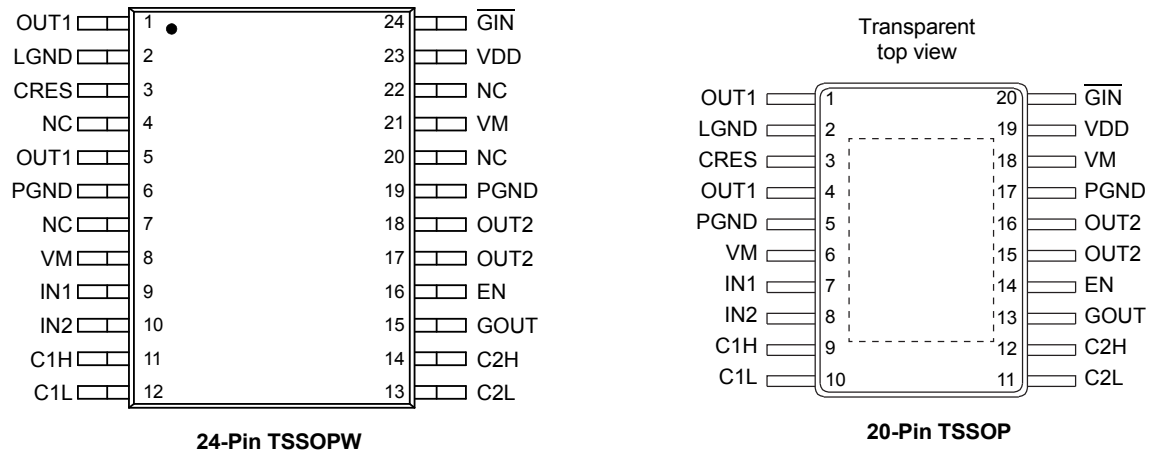 OUT1 1 24 G̅I̅N̅
LGND 2 23 VDD
CRES 3 22 NC
NC 4 21 VM
OUT1 5 20 NC
PGND 6 19 PGND
NC 7 18 OUT2
VM 8 17 OUT2
IN1 9 16 EN
IN2 10 15 GOUT
C1H 11 14 C2H
C1L 12 13 C2L
24-Pin TSSOPW
Transparent
top view
OUT1 1 20 G̅I̅N̅
LGND 2 19 VDD
CRES 3 18 VM
OUT1 4 17 PGND
PGND 5 16 OUT2
VM 6 15 OUT2
IN1 7 14 EN
IN2 8 13 GOUT
C1H 9 12 C2H
C1L 10 11 C2L
20-Pin TSSOP